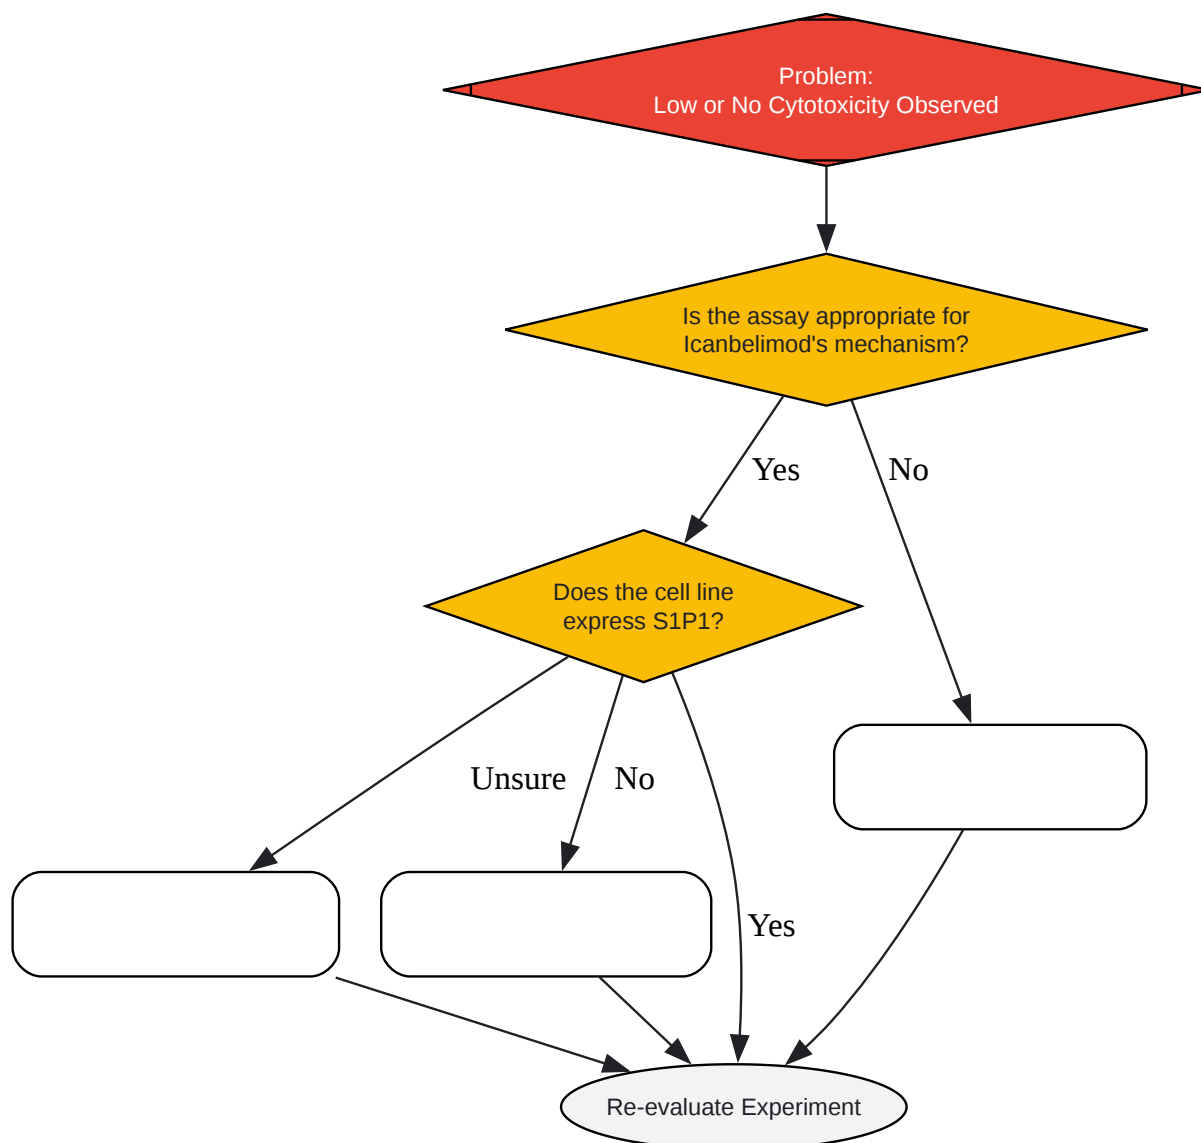 Problem:
Low or No Cytotoxicity Observed
Is the assay appropriate for
Icanbelimod's mechanism?
Yes
No
Does the cell line
express S1P1?
Unsure
No
Yes
Re-evaluate Experiment